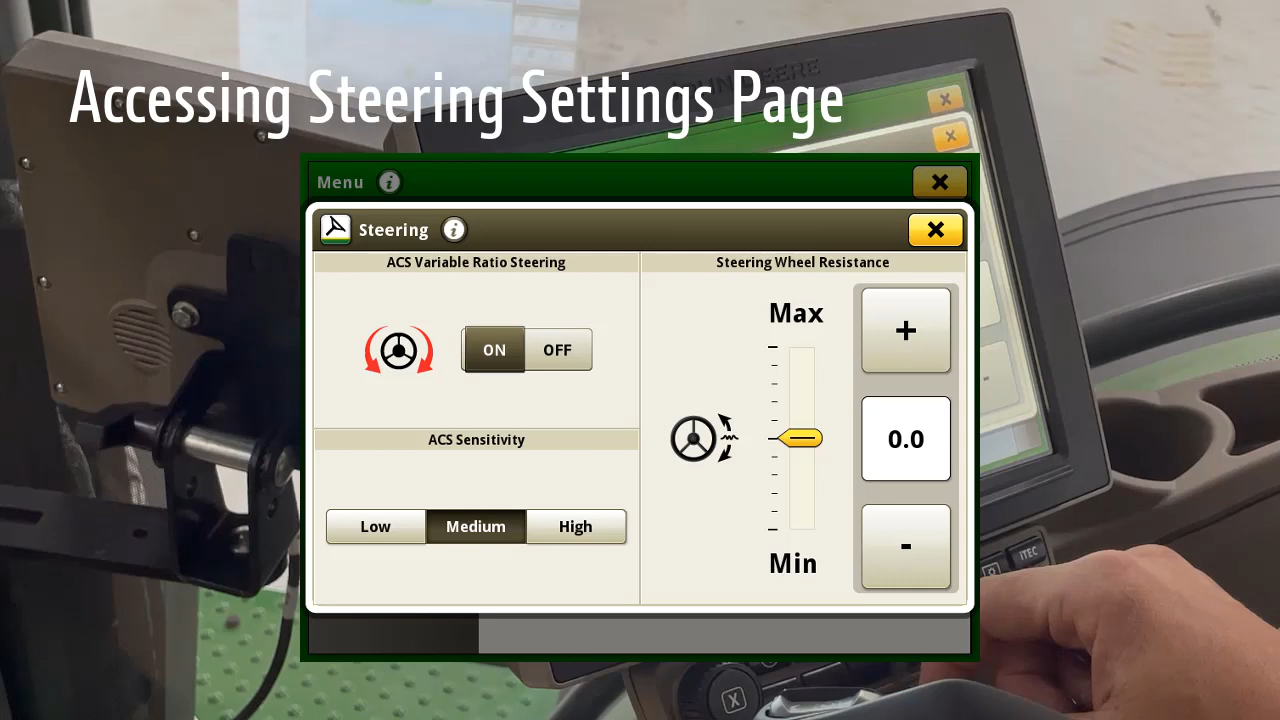 Accessing Steering Settings Page
Menu
Steering
ACS Variable Ratio Steering
Steering Wheel Resistance
ON
OFF
Max
+
0.0
-
Min
ACS Sensitivity
Low
Medium
High
ITEC
X